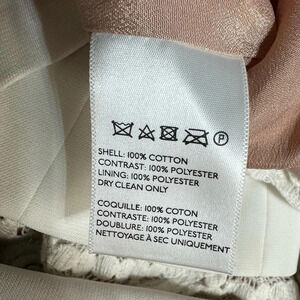 P
SHELL: 100% COTTON
CONTRAST: 100% POLYESTER
LINING: 100% POLYESTER
DRY CLEAN ONLY
COQUILLE: 100% COTON
CONTRASTE: 100% POLYESTER
DOUBLURE: 100% POLYESTER
NETTOYAGE À SEC UNIQUEMENT